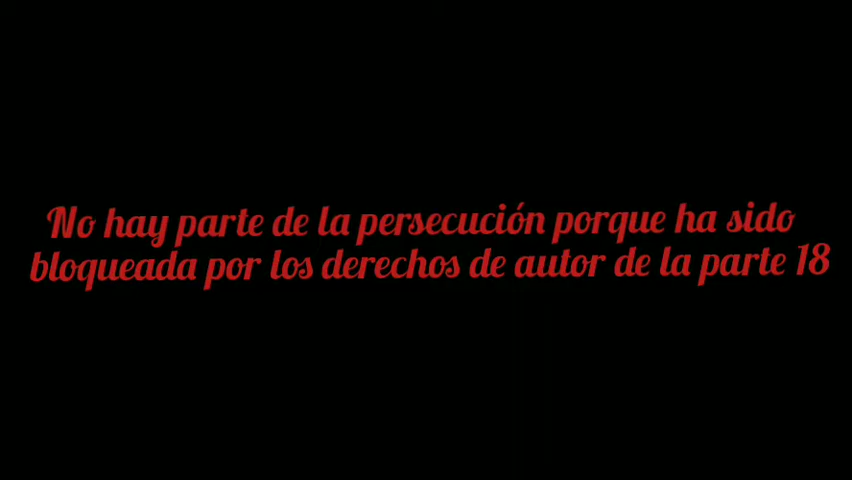 No hay parte de la persecución porque ha sido
bloqueada por los derechos de autor de la parte 18